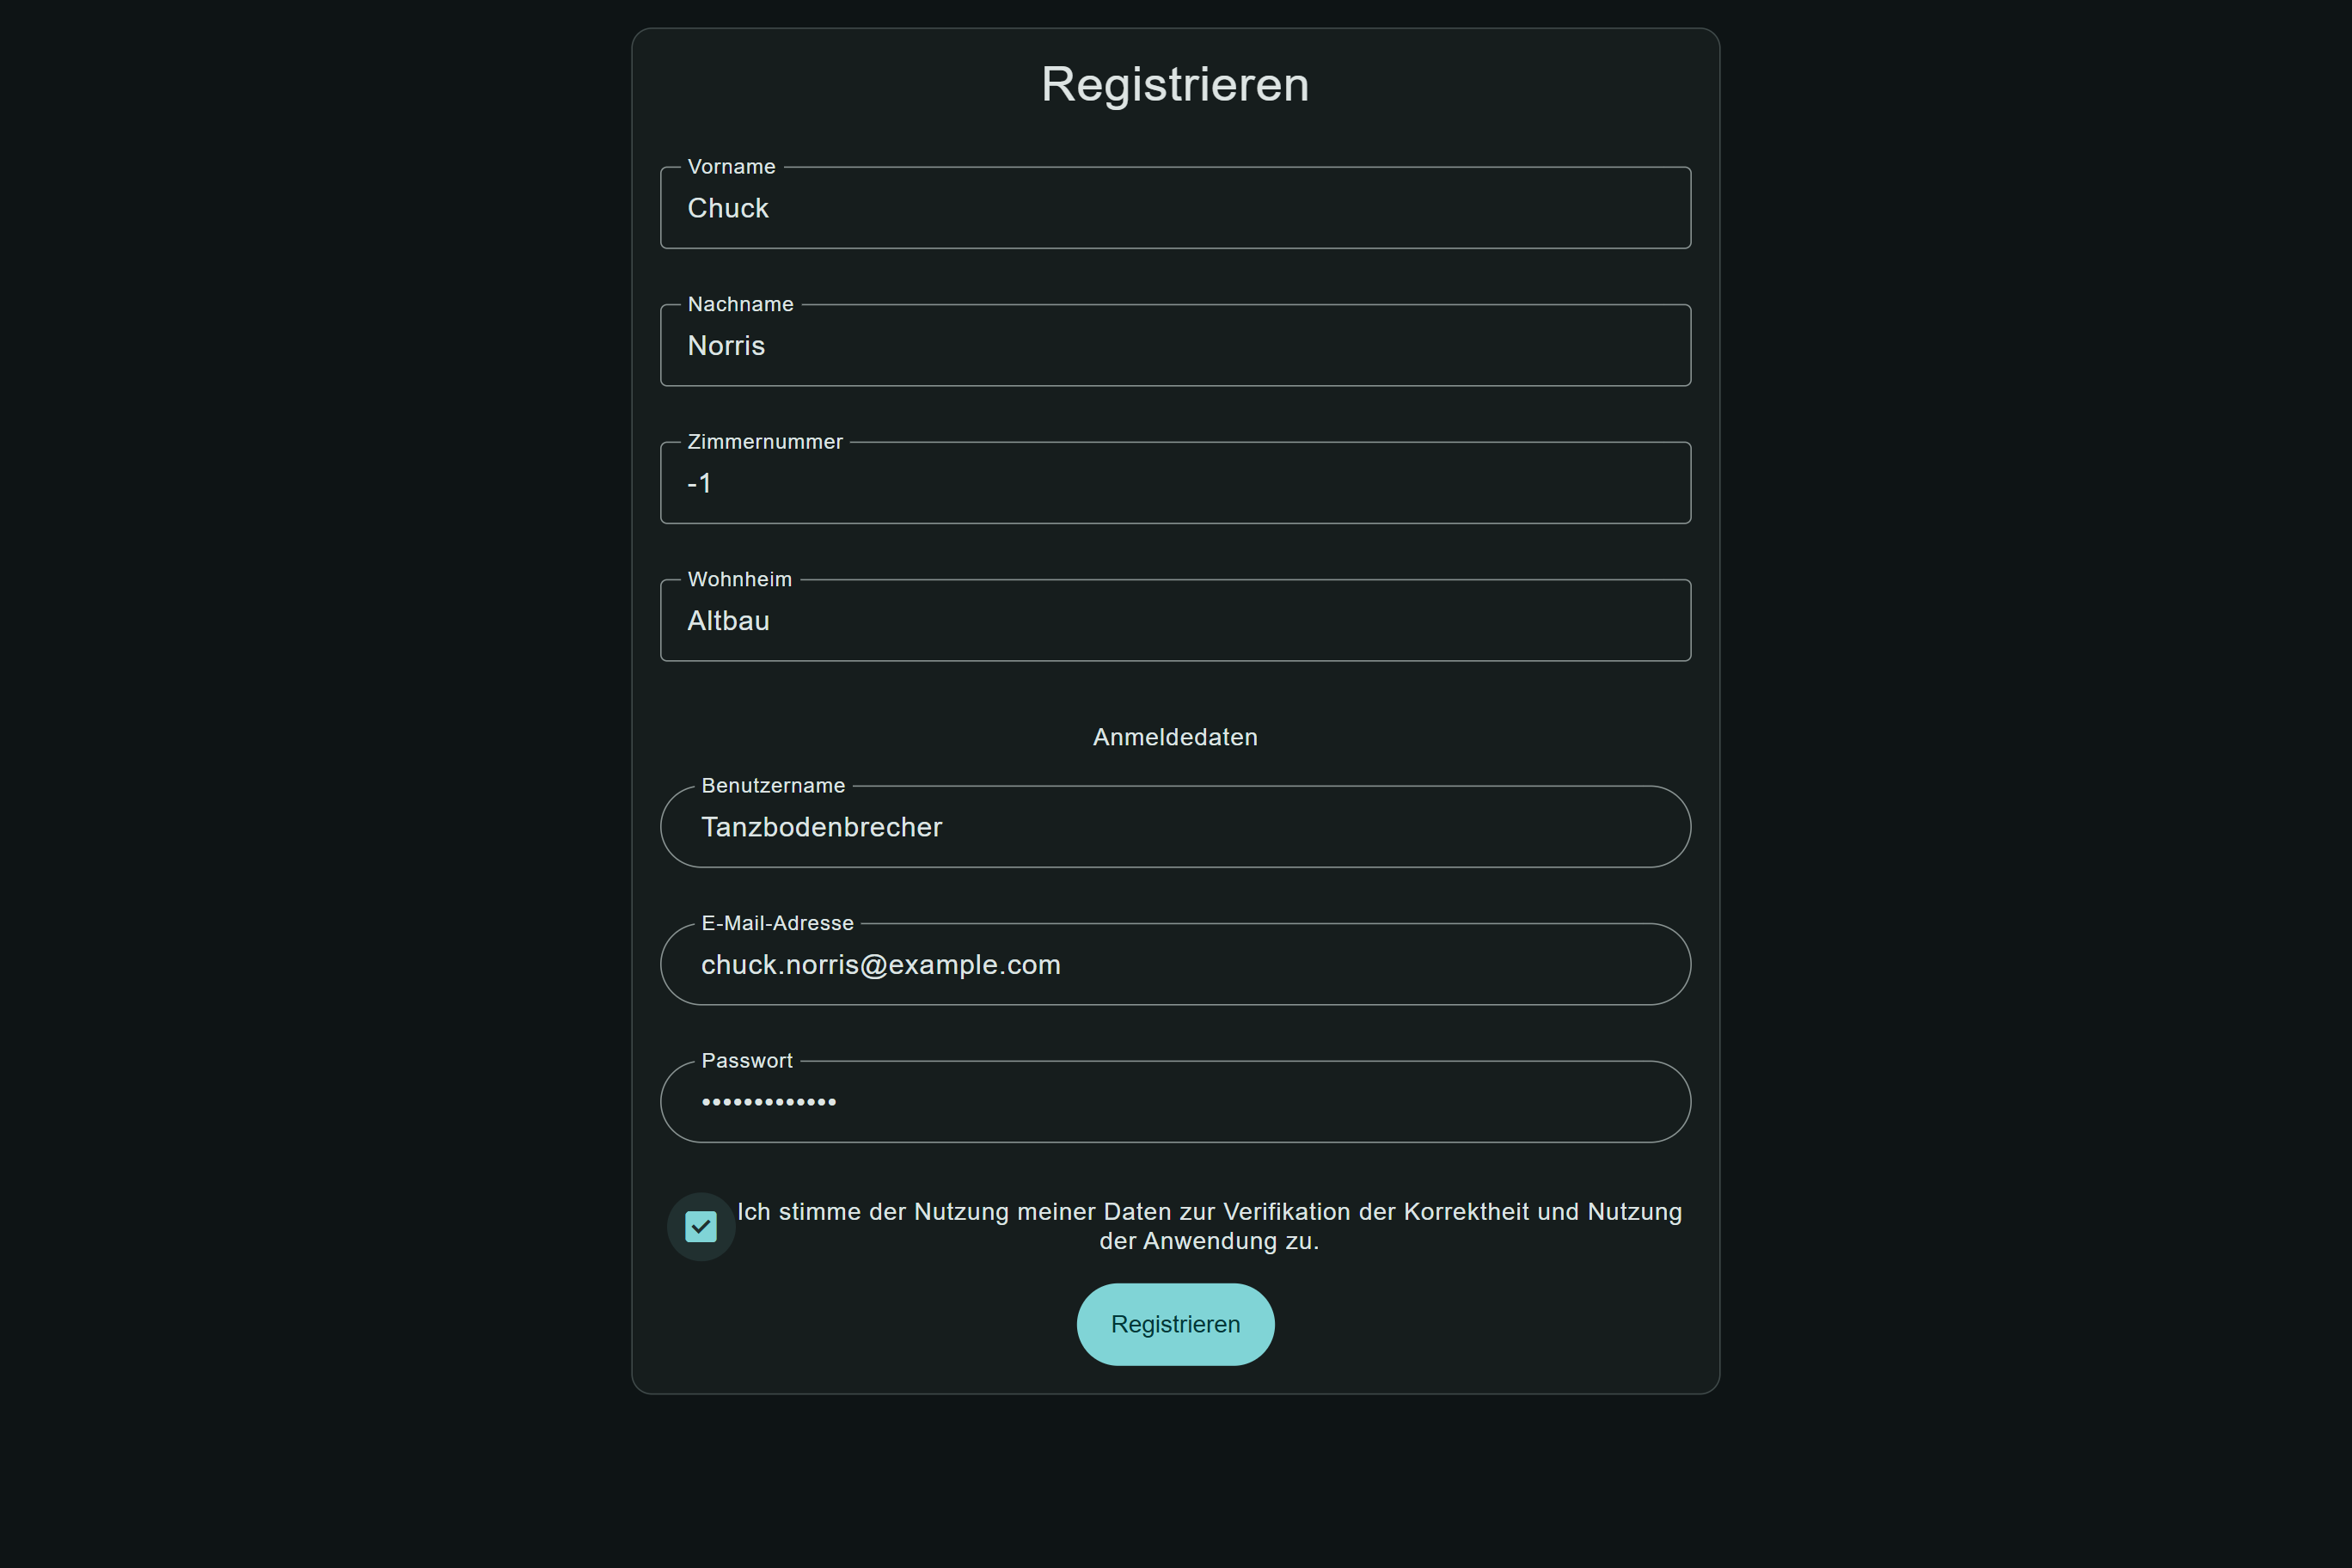 Registrieren
Vorname
Chuck
Nachname
Norris
Zimmernummer
-1
Wohnheim
Altbau
Anmeldedaten
Benutzername
Tanzbodenbrecher
E-Mail-Adresse
chuck.norris@example.com
Passwort
•••••••••••••
Ich stimme der Nutzung meiner Daten zur Verifikation der Korrektheit und Nutzung
der Anwendung zu.
Registrieren